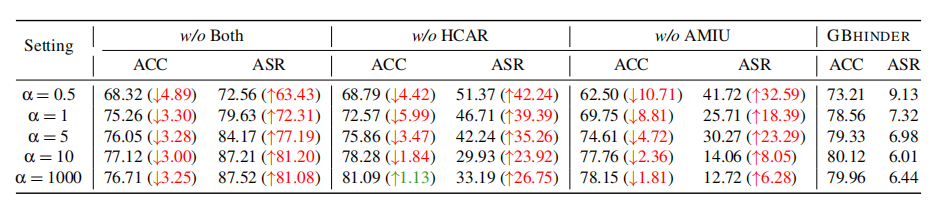 Setting w/o Both w/o HCAR w/o AMIU GBHINDER
ACC ASR ACC ASR ACC ASR ACC ASR
α = 0.5 68.32 (↓4.89) 72.56 (↑63.43) 68.79 (↓4.42) 51.37 (↑42.24) 62.50 (↓10.71) 41.72 (↑32.59) 73.21 9.13
α = 1 75.26 (↓3.30) 79.63 (↑72.31) 72.57 (↓5.99) 46.71 (↑39.39) 69.75 (↓8.81) 25.71 (↑18.39) 78.56 7.32
α = 5 76.05 (↓3.28) 84.17 (↑77.19) 75.86 (↓3.47) 42.24 (↑35.26) 74.61 (↓4.72) 30.27 (↑23.29) 79.33 6.98
α = 10 77.12 (↓3.00) 87.21 (↑81.20) 78.28 (↓1.84) 29.93 (↑23.92) 77.76 (↓2.36) 14.06 (↑8.05) 80.12 6.01
α = 1000 76.71 (↓3.25) 87.52 (↑81.08) 81.09 (↑1.13) 33.19 (↑26.75) 78.15 (↓1.81) 12.72 (↑6.28) 79.96 6.44